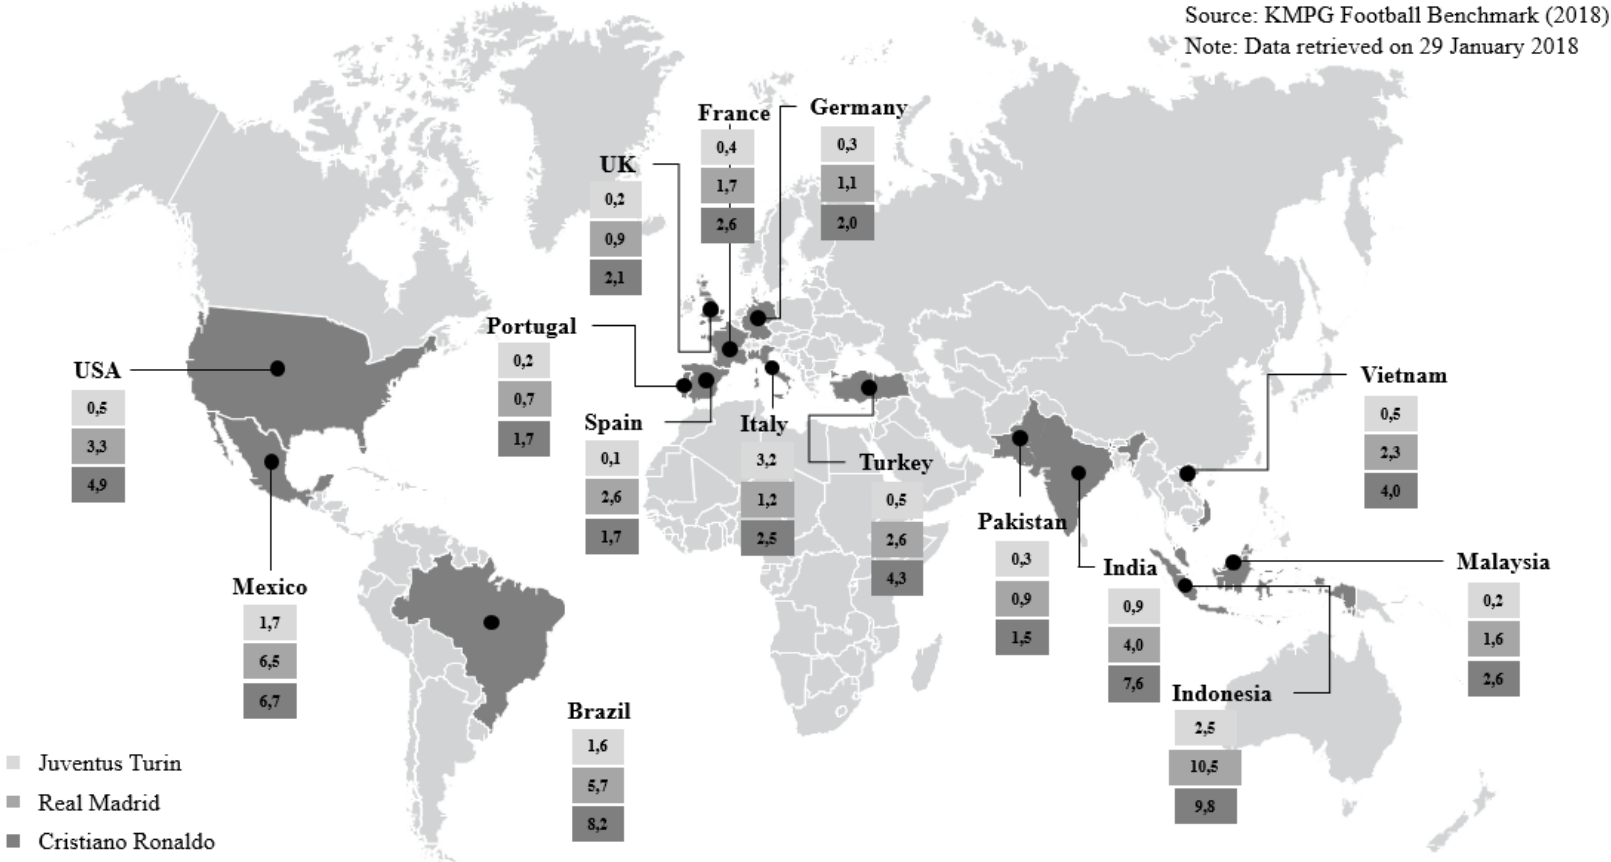 Source: KMPG Football Benchmark (2018)
Note: Data retrieved on 29 January 2018
France
0,4
1,7
2,6
Germany
0,3
1,1
2,0
UK
0,2
0,9
2,1
Portugal
0,2
0,7
1,7
USA
0,5
3,3
4,9
Spain
0,1
2,6
1,7
Italy
3,2
1,2
2,5
Turkey
0,5
2,6
4,3
Vietnam
0,5
2,3
4,0
Pakistan
0,3
0,9
1,5
India
0,9
4,0
7,6
Malaysia
0,2
1,6
2,6
Mexico
1,7
6,5
6,7
Indonesia
2,5
10,5
9,8
Brazil
1,6
5,7
8,2
Juventus Turin
Real Madrid
Cristiano Ronaldo